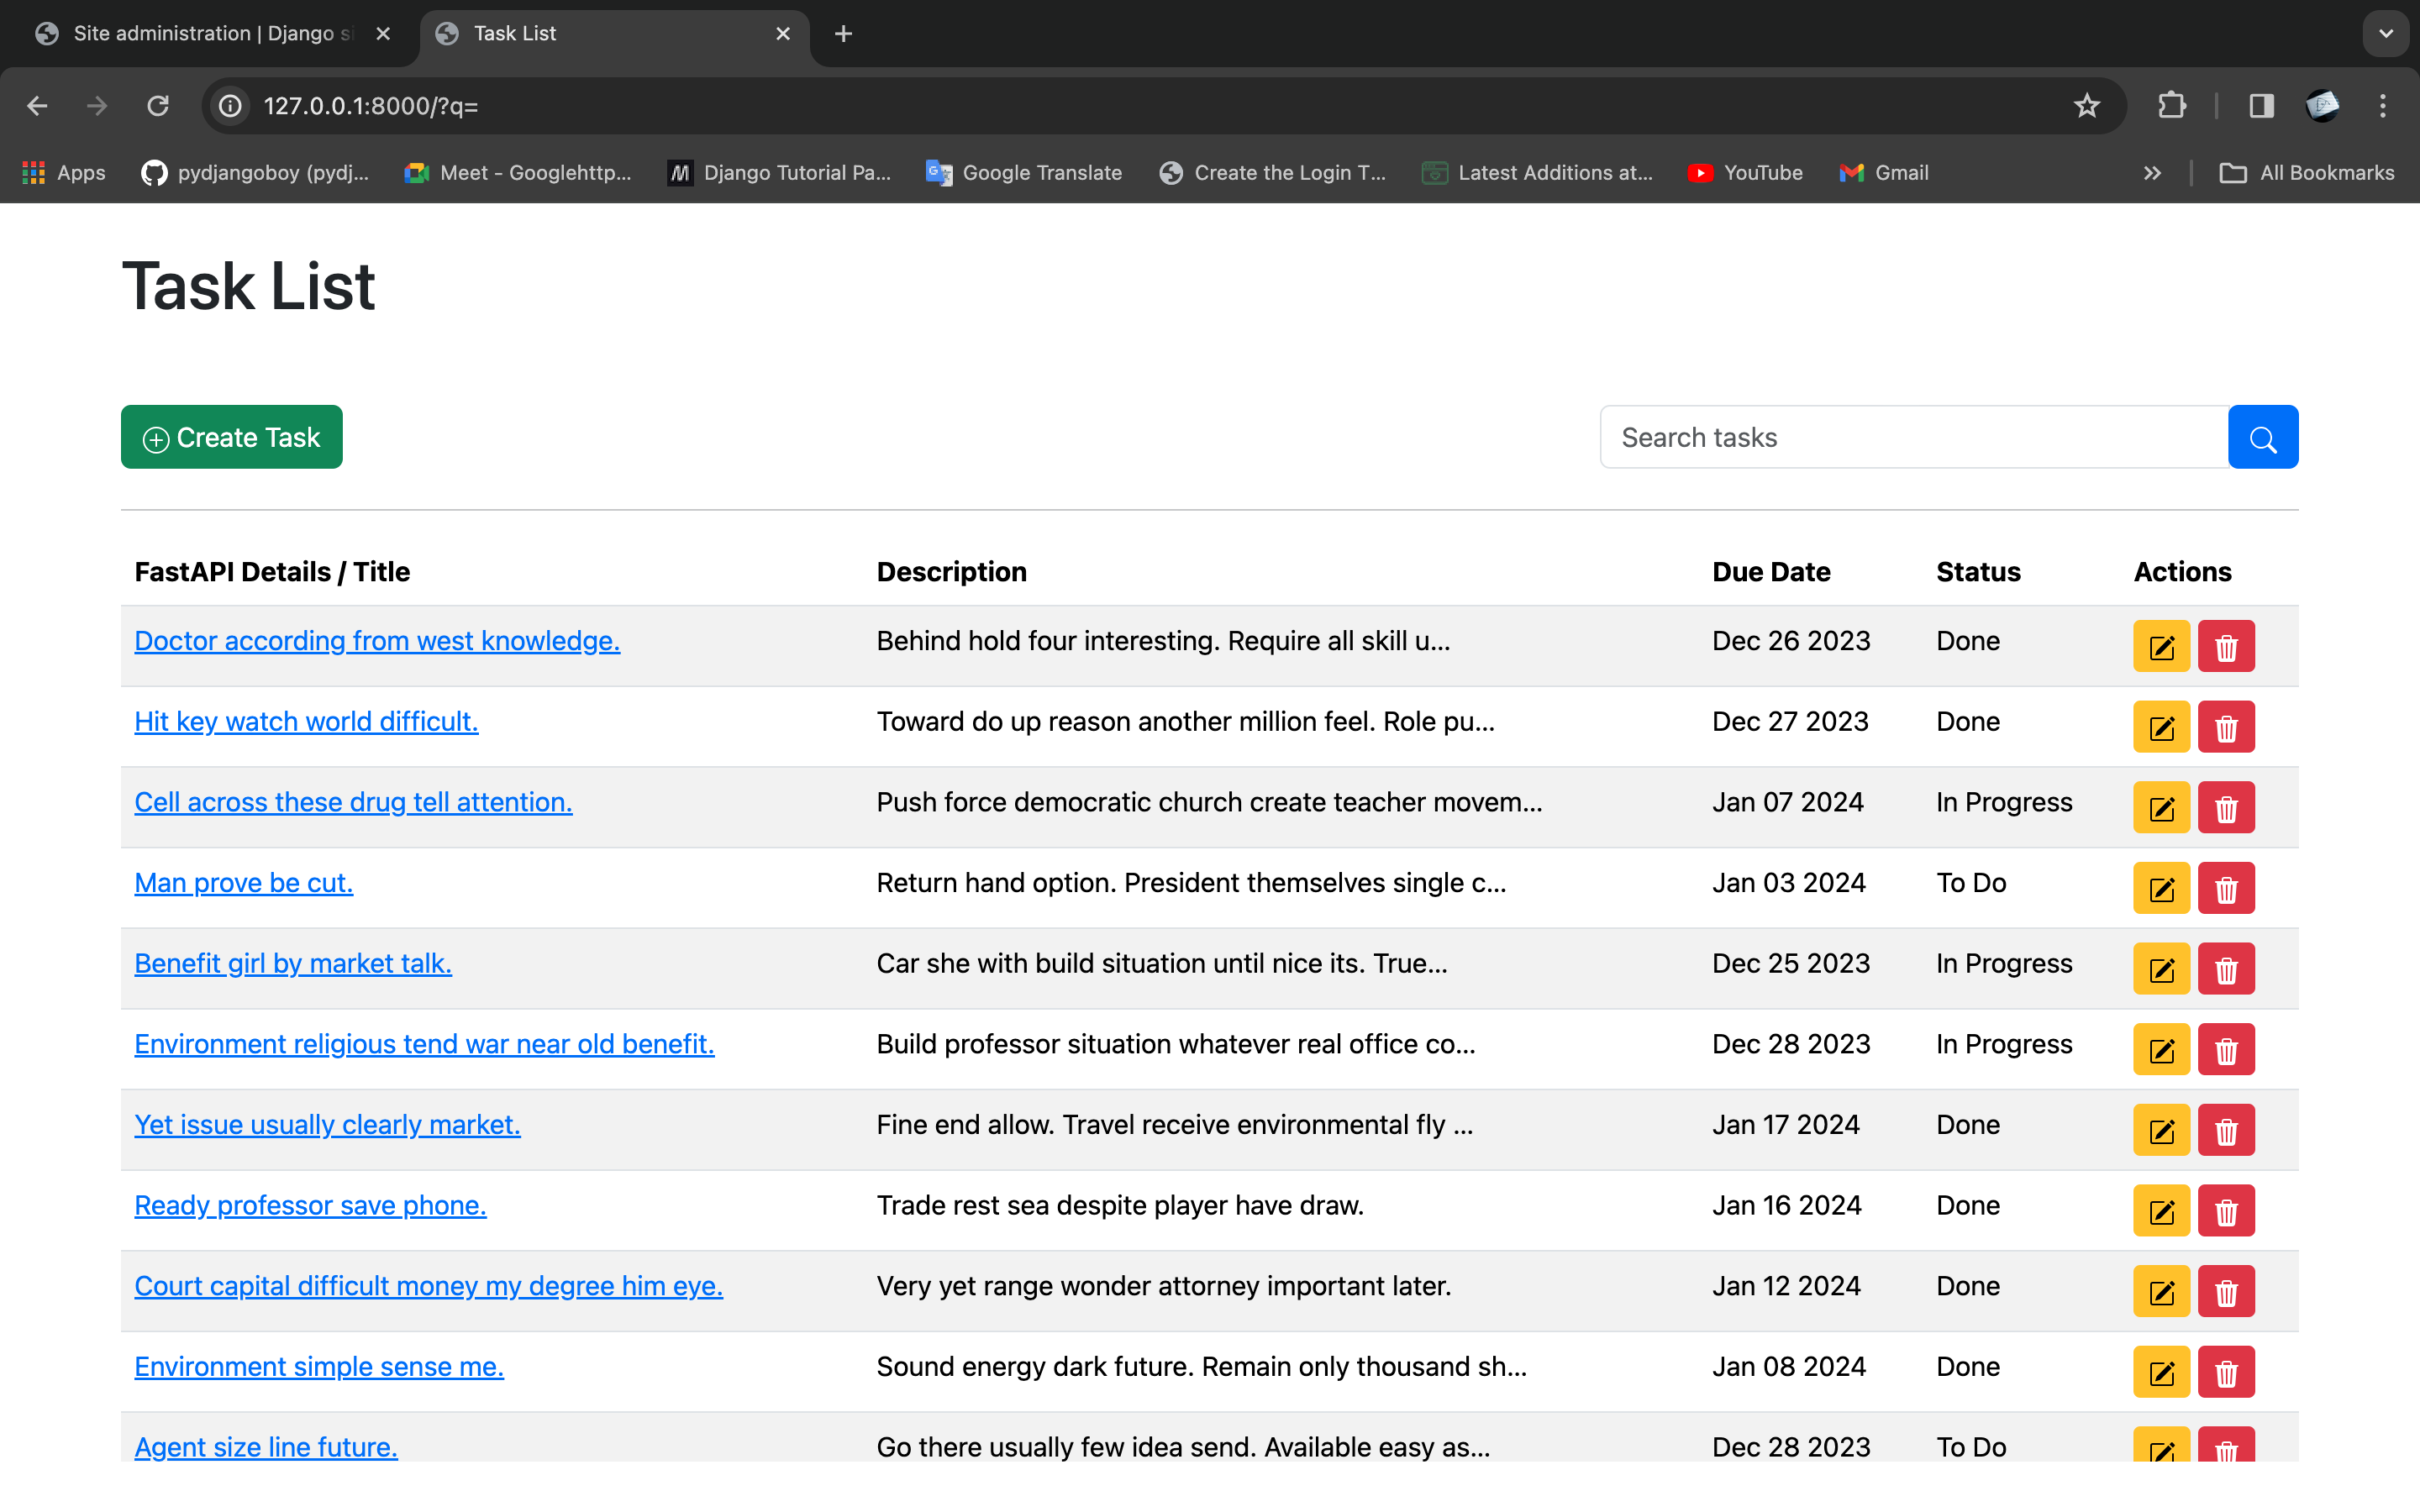 Site administration | Django si
Task List
127.0.0.1:8000/?q=
Apps
pydjangoboy (pydj...
Meet - Googlehttp...
Django Tutorial Pa...
Google Translate
Create the Login T...
Latest Additions at...
YouTube
Gmail
All Bookmarks
Task List
Create Task
Search tasks
FastAPI Details / Title Description Due Date Status Actions
Doctor according from west knowledge. Behind hold four interesting. Require all skill u... Dec 26 2023 Done
Hit key watch world difficult. Toward do up reason another million feel. Role pu... Dec 27 2023 Done
Cell across these drug tell attention. Push force democratic church create teacher movem... Jan 07 2024 In Progress
Man prove be cut. Return hand option. President themselves single c... Jan 03 2024 To Do
Benefit girl by market talk. Car she with build situation until nice its. True... Dec 25 2023 In Progress
Environment religious tend war near old benefit. Build professor situation whatever real office co... Dec 28 2023 In Progress
Yet issue usually clearly market. Fine end allow. Travel receive environmental fly ... Jan 17 2024 Done
Ready professor save phone. Trade rest sea despite player have draw. Jan 16 2024 Done
Court capital difficult money my degree him eye. Very yet range wonder attorney important later. Jan 12 2024 Done
Environment simple sense me. Sound energy dark future. Remain only thousand sh... Jan 08 2024 Done
Agent size line future. Go there usually few idea send. Available easy as... Dec 28 2023 To Do